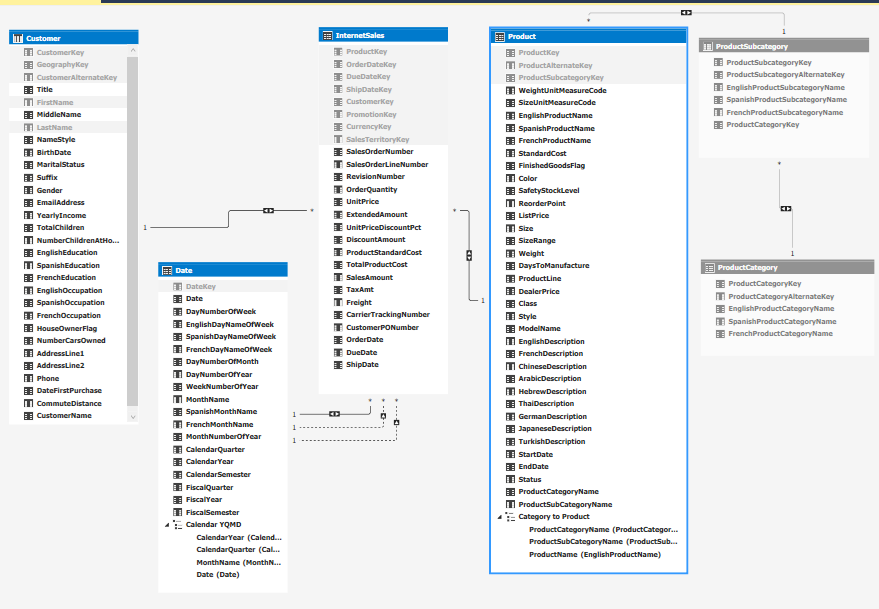 Customer
CustomerKey
GeographyKey
CustomerAlternateKey
Title
FirstName
MiddleName
LastName
NameStyle
BirthDate
MaritalStatus
Suffix
Gender
EmailAddress
YearlyIncome
TotalChildren
NumberChildrenAtHo...
EnglishEducation
SpanishEducation
FrenchEducation
EnglishOccupation
SpanishOccupation
FrenchOccupation
HouseOwnerFlag
NumberCarsOwned
AddressLine1
AddressLine2
Phone
DateFirstPurchase
CommuteDistance
CustomerName
1
*
Date
DateKey
Date
DayNumberOfWeek
EnglishDayNameOfWeek
SpanishDayNameOfWeek
FrenchDayNameOfWeek
DayNumberOfMonth
DayNumberOfYear
WeekNumberOfYear
MonthName
SpanishMonthName
FrenchMonthName
MonthNumberOfYear
CalendarQuarter
CalendarYear
CalendarSemester
FiscalQuarter
FiscalYear
FiscalSemester
Calendar YQMD
CalendarYear (Calend...
CalendarQuarter (Cal...
MonthName (MonthN...
Date (Date)
InternetSales
ProductKey
OrderDateKey
DueDateKey
ShipDateKey
CustomerKey
PromotionKey
CurrencyKey
SalesTerritoryKey
SalesOrderNumber
SalesOrderLineNumber
RevisionNumber
OrderQuantity
UnitPrice
ExtendedAmount
UnitPriceDiscountPct
DiscountAmount
ProductStandardCost
TotalProductCost
SalesAmount
TaxAmt
Freight
CarrierTrackingNumber
CustomerPONumber
OrderDate
DueDate
ShipDate
* * *
1
1
1
*
1
Product
ProductKey
ProductAlternateKey
ProductSubcategoryKey
WeightUnitMeasureCode
SizeUnitMeasureCode
EnglishProductName
SpanishProductName
FrenchProductName
StandardCost
FinishedGoodsFlag
Color
SafetyStockLevel
ReorderPoint
ListPrice
Size
SizeRange
Weight
DaysToManufacture
ProductLine
DealerPrice
Class
Style
ModelName
EnglishDescription
FrenchDescription
ChineseDescription
ArabicDescription
HebrewDescription
ThaiDescription
GermanDescription
JapaneseDescription
TurkishDescription
StartDate
EndDate
Status
ProductCategoryName
ProductSubCategoryName
Category to Product
ProductCategoryName (ProductCategor...
ProductSubCategoryName (ProductSub...
ProductName (EnglishProductName)
*
1
ProductSubcategory
ProductSubcategoryKey
ProductSubcategoryAlternateKey
EnglishProductSubcategoryName
SpanishProductSubcategoryName
FrenchProductSubcategoryName
ProductCategoryKey
*
1
ProductCategory
ProductCategoryKey
ProductCategoryAlternateKey
EnglishProductCategoryName
SpanishProductCategoryName
FrenchProductCategoryName